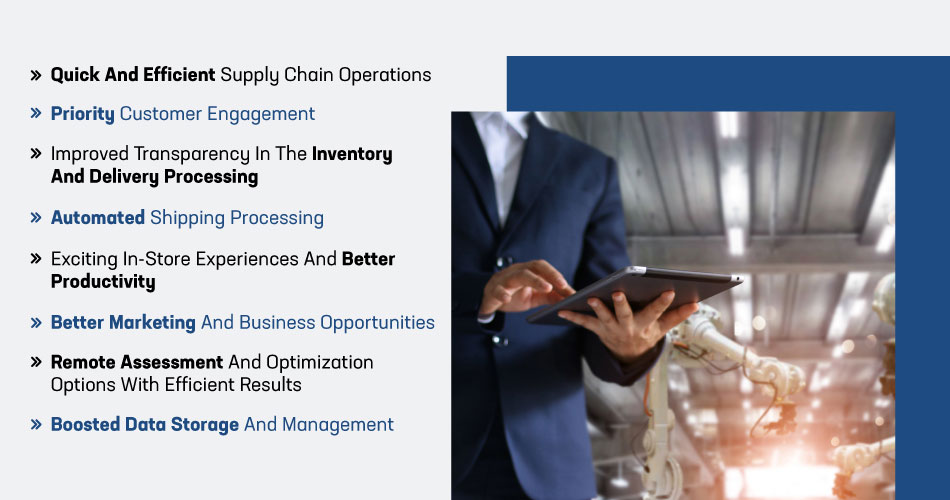 Quick And Efficient Supply Chain Operations
Priority Customer Engagement
Improved Transparency In The Inventory
And Delivery Processing
Automated Shipping Processing
Exciting In-Store Experiences And Better
Productivity
Better Marketing And Business Opportunities
Remote Assessment And Optimization
Options With Efficient Results
Boosted Data Storage And Management